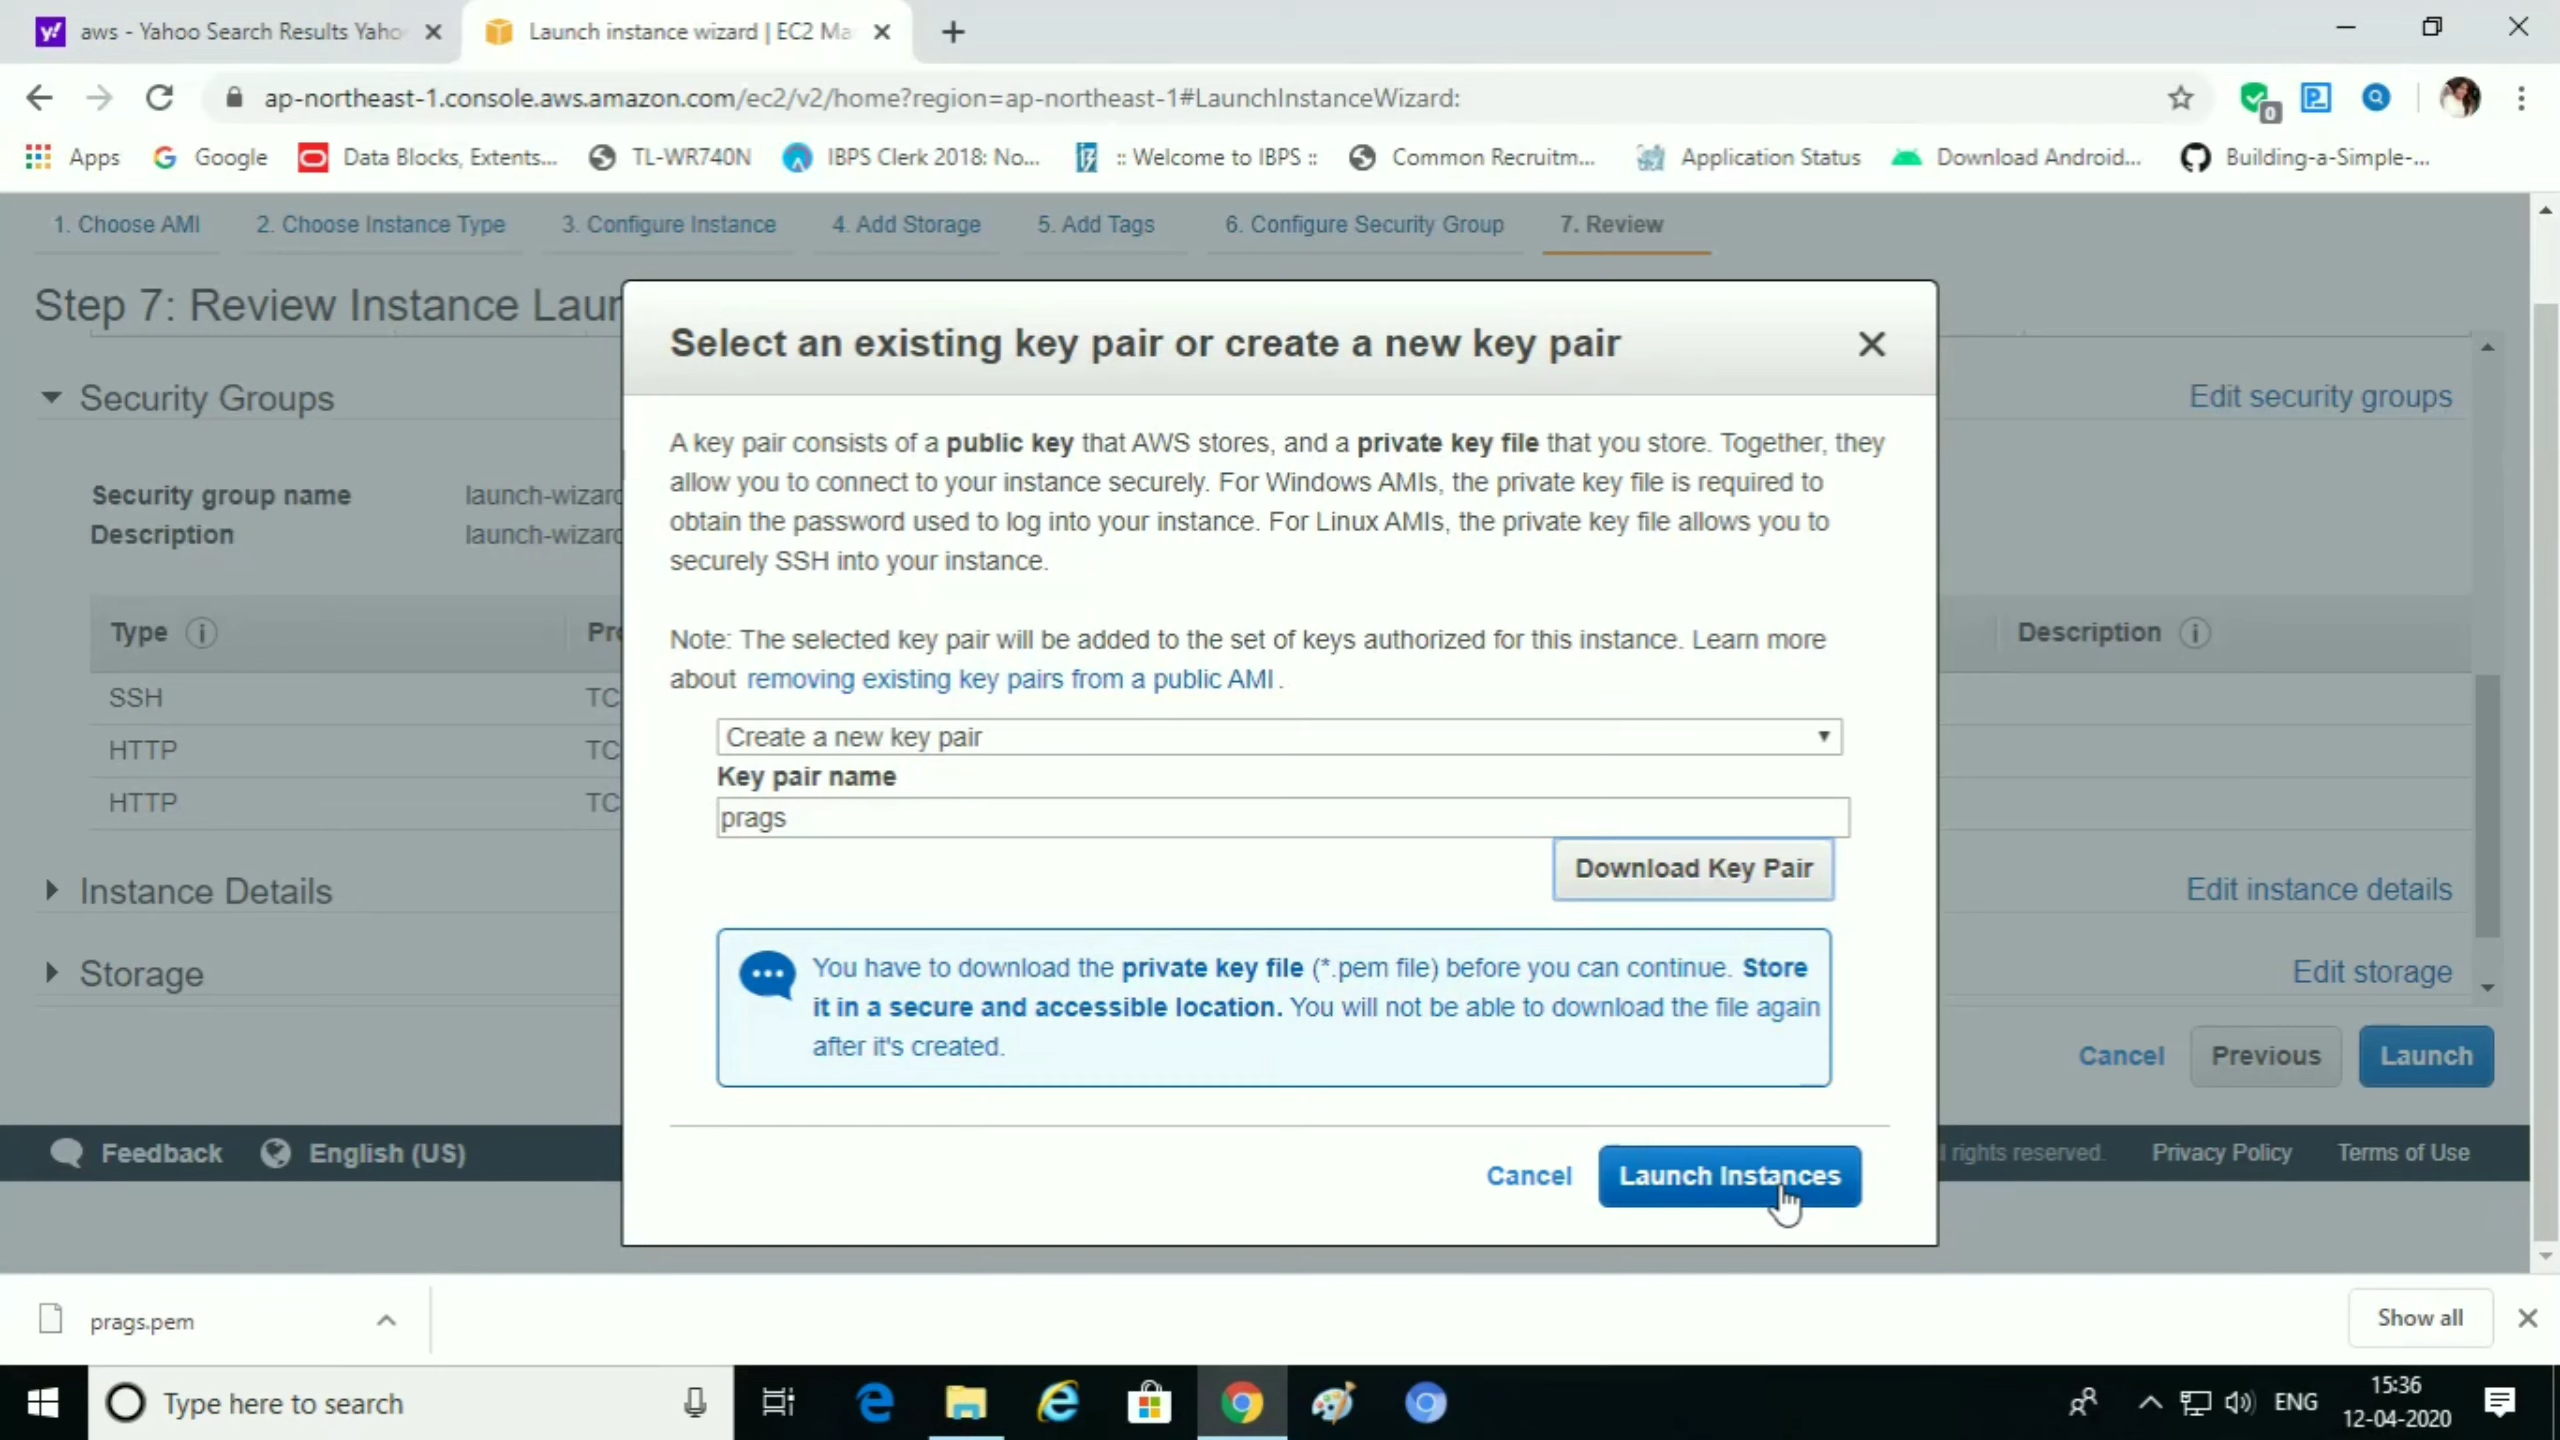 aws - Yahoo Search Results Yaho
Launch instance wizard | EC2 Ma
ap-northeast-1.console.aws.amazon.com/ec2/v2/home?region=ap-northeast-1#LaunchInstanceWizard:
0
Apps
Google
Data Blocks, Extents...
TL-WR740N
IBPS Clerk 2018: No...
:: Welcome to IBPS ::
Common Recruitm...
Application Status
Download Android...
Building-a-Simple-...
1. Choose AMI
2. Choose Instance Type
3. Configure Instance
4. Add Storage
5. Add Tags
6. Configure Security Group
7. Review
Step 7: Review Instance Laun
Security Groups
Edit security groups
Security group name launch-wizard
Description launch-wizard
Type
Pro
Description
SSH TC
HTTP TC
HTTP TC
Instance Details
Edit instance details
Storage
Edit storage
Cancel
Previous
Launch
Feedback
English (US)
rights reserved.
Privacy Policy
Terms of Use
Select an existing key pair or create a new key pair
A key pair consists of a public key that AWS stores, and a private key file that you store. Together, they
allow you to connect to your instance securely. For Windows AMIs, the private key file is required to
obtain the password used to log into your instance. For Linux AMIs, the private key file allows you to
securely SSH into your instance.
Note: The selected key pair will be added to the set of keys authorized for this instance. Learn more
about removing existing key pairs from a public AMI .
Create a new key pair
Key pair name
prags
Download Key Pair
You have to download the private key file (*.pem file) before you can continue. Store
it in a secure and accessible location. You will not be able to download the file again
after it's created.
Cancel
Launch Instances
prags.pem
Show all
Type here to search
ENG
15:36
12-04-2020